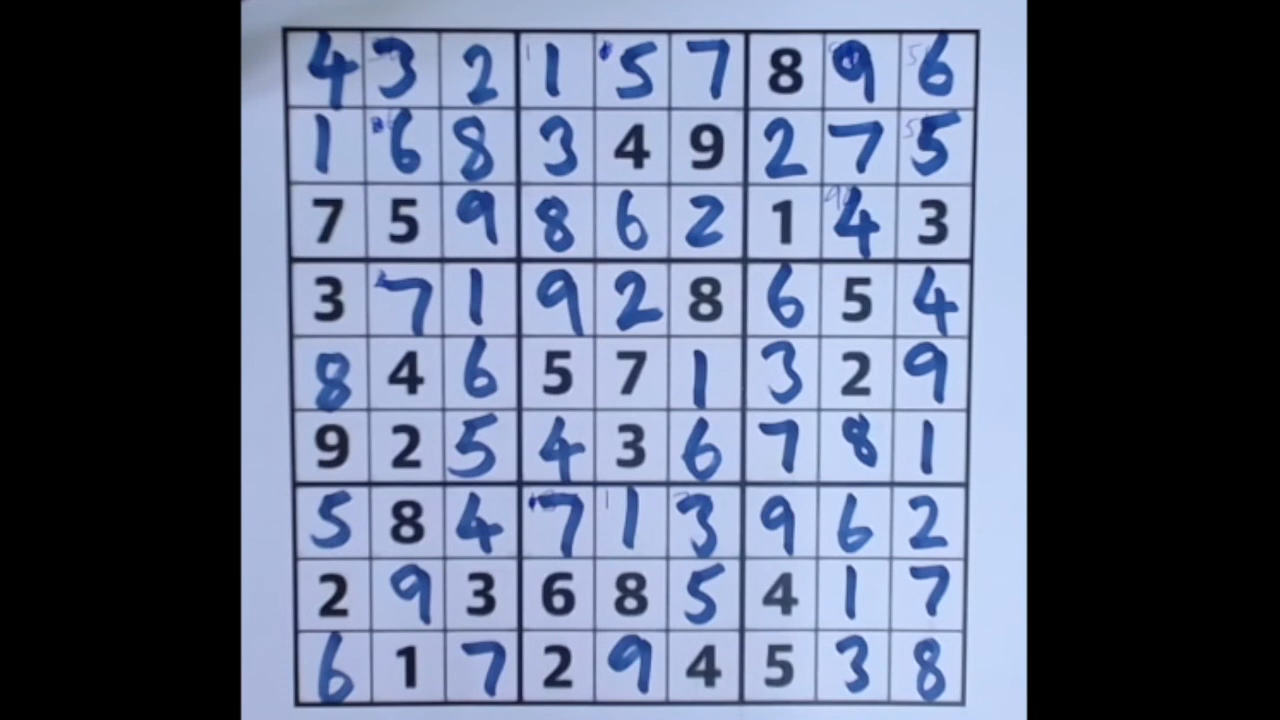 4 3 2 1 5 7 8 9 6
1 6 8 3 4 9 2 7 5
7 5 9 8 6 2 1 4 3
3 7 1 9 2 8 6 5 4
8 4 6 5 7 1 3 2 9
9 2 5 4 3 6 7 8 1
5 8 4 7 1 3 9 6 2
2 9 3 6 8 5 4 1 7
6 1 7 2 9 4 5 3 8